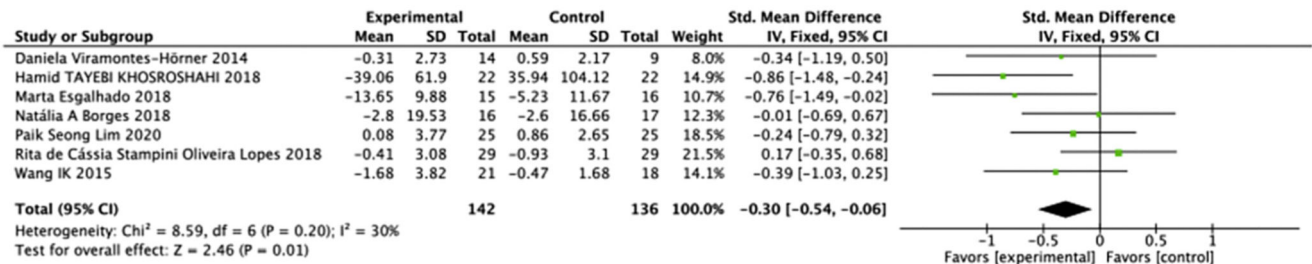 Experimental Control Std. Mean Difference Std. Mean Difference
Study or Subgroup Mean SD Total Mean SD Total Weight IV, Fixed, 95% CI IV, Fixed, 95% CI
Daniela Viramontes-Hörner 2014 -0.31 2.73 14 0.59 2.17 9 8.0% -0.34 [-1.19, 0.50]
Hamid TAYEBI KHOSROSHAHI 2018 -39.06 61.9 22 35.94 104.12 22 14.9% -0.86 [-1.48, -0.24]
Marta Esgalhado 2018 -13.65 9.88 15 -5.23 11.67 16 10.7% -0.76 [-1.49, -0.02]
Natália A Borges 2018 -2.8 19.53 16 -2.6 16.66 17 12.3% -0.01 [-0.69, 0.67]
Paik Seong Lim 2020 0.08 3.77 25 0.86 2.65 25 18.5% -0.24 [-0.79, 0.32]
Rita de Cássia Stampini Oliveira Lopes 2018 -0.41 3.08 29 -0.93 3.1 29 21.5% 0.17 [-0.35, 0.68]
Wang IK 2015 -1.68 3.82 21 -0.47 1.68 18 14.1% -0.39 [-1.03, 0.25]
Total (95% CI) 142 136 100.0% -0.30 [-0.54, -0.06]
Heterogeneity: Chi² = 8.59, df = 6 (P = 0.20); I² = 30%
Test for overall effect: Z = 2.46 (P = 0.01)
-1 -0.5 0 0.5 1
Favors [experimental] Favors [control]